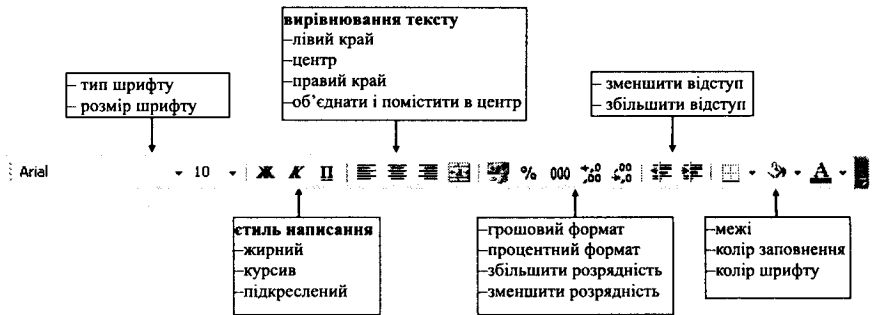 вирівнювання тексту
–лівий край
–центр
–правий край
–об’єднати і помістити в центр
– тип шрифту
– розмір шрифту
– зменшити відступ
– збільшити відступ
Arial 10 Ж К П % 000 ,00 ,00 А
стиль написання
–жирний
–курсив
–підкреслений
–грошовий формат
–процентний формат
–збільшити розрядність
–зменшити розрядність
–межі
–колір заповнення
–колір шрифту